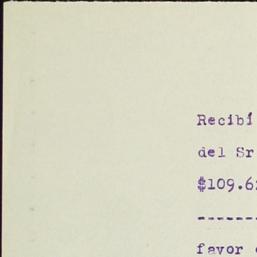 Recibí
del Sr
$109.6
-------
favor